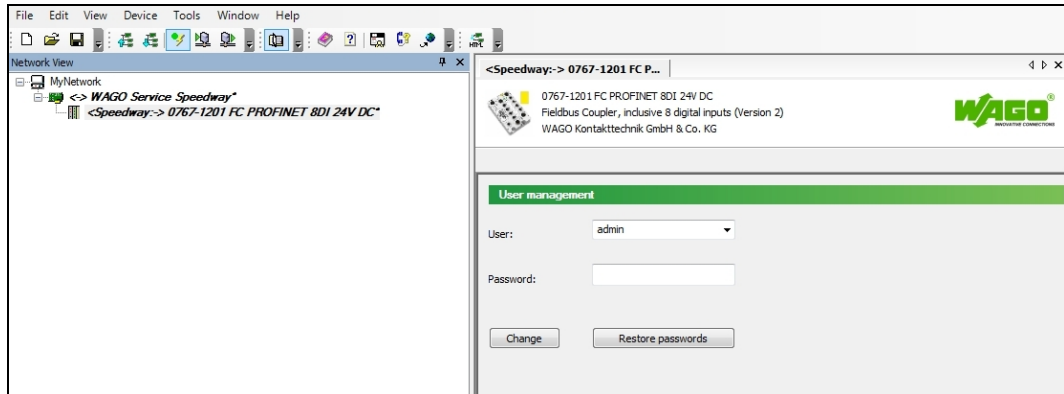 File Edit View Device Tools Window Help
Network View
MyNetwork
<-> WAGO Service Speedway*
<Speedway:-> 0767-1201 FC PROFINET 8DI 24V DC*
<Speedway:-> 0767-1201 FC P...
0767-1201 FC PROFINET 8DI 24V DC
Fieldbus Coupler, inclusive 8 digital inputs (Version 2)
WAGO Kontakttechnik GmbH & Co. KG
WAGO®
INNOVATIVE CONNECTIONS
User management
User: admin
Password:
Change Restore passwords